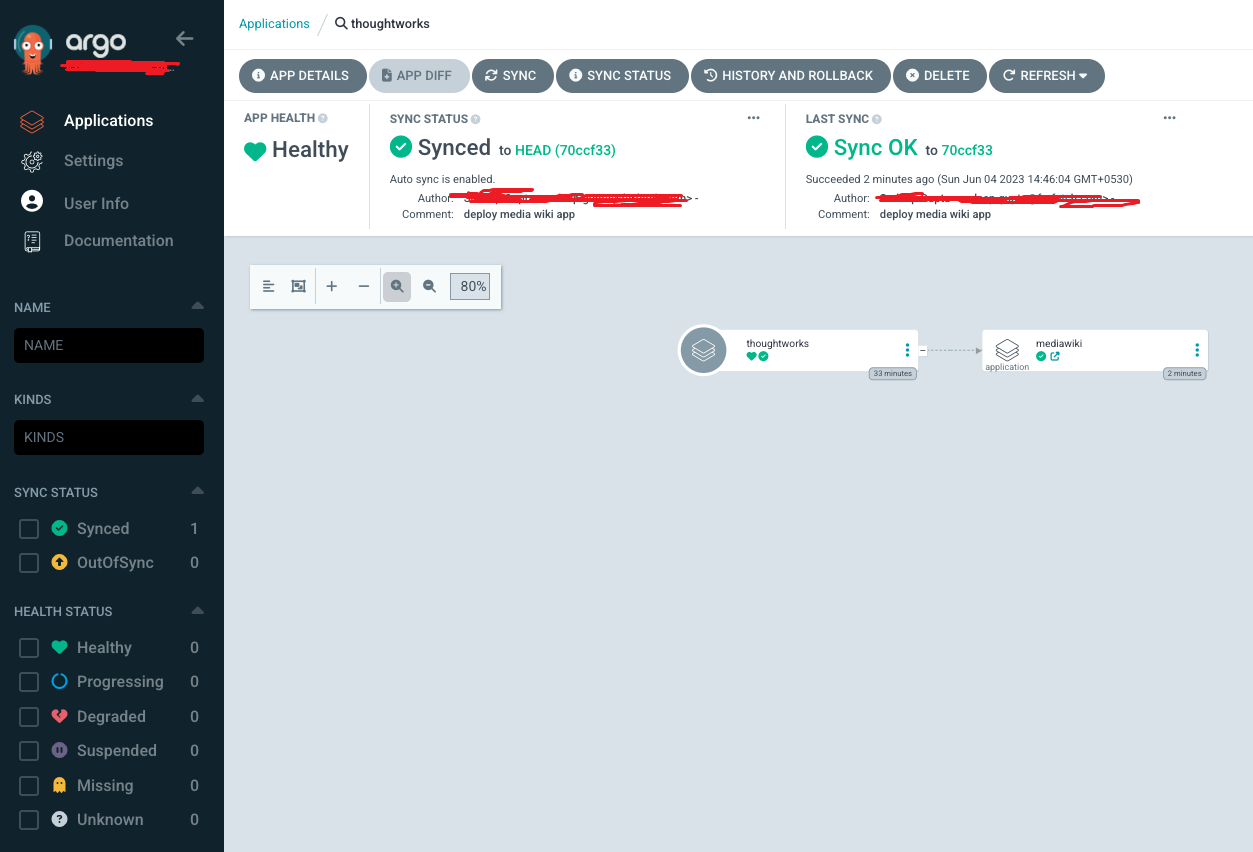 argo
Applications
Settings
User Info
Documentation
NAME
NAME
KINDS
KINDS
SYNC STATUS
Synced 1
OutOfSync 0
HEALTH STATUS
Healthy 0
Progressing 0
Degraded 0
Suspended 0
Missing 0
Unknown 0
Applications / thoughtworks
APP DETAILS APP DIFF SYNC SYNC STATUS HISTORY AND ROLLBACK DELETE REFRESH
APP HEALTH
Healthy
SYNC STATUS
Synced to HEAD (70ccf33)
Auto sync is enabled.
Author: > -
Comment: deploy media wiki app
LAST SYNC
Sync OK to 70ccf33
Succeeded 2 minutes ago (Sun Jun 04 2023 14:46:04 GMT+0530)
Author:
Comment: deploy media wiki app
80%
thoughtworks
33 minutes
mediawiki
application
2 minutes